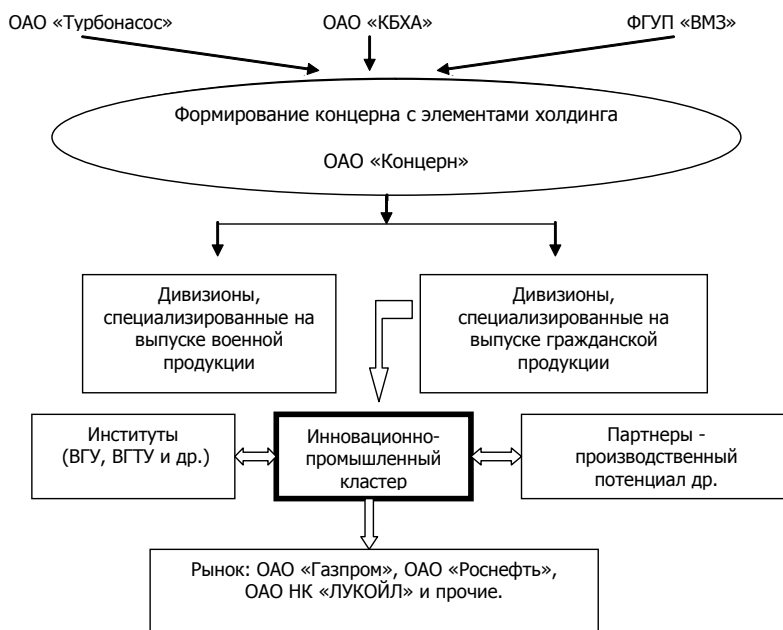 ОАО «Турбонасос» ОАО «КБХА» ФГУП «ВМЗ»
Формирование концерна с элементами холдинга
ОАО «Концерн»
Дивизионы,
специализированные на
выпуске военной
продукции
Дивизионы,
специализированные на
выпуске гражданской
продукции
Институты
(ВГУ, ВГТУ и др.)
Инновационно-
промышленный
кластер
Партнеры -
производственный
потенциал др.
Рынок: ОАО «Газпром», ОАО «Роснефть»,
ОАО НК «ЛУКОЙЛ» и прочие.